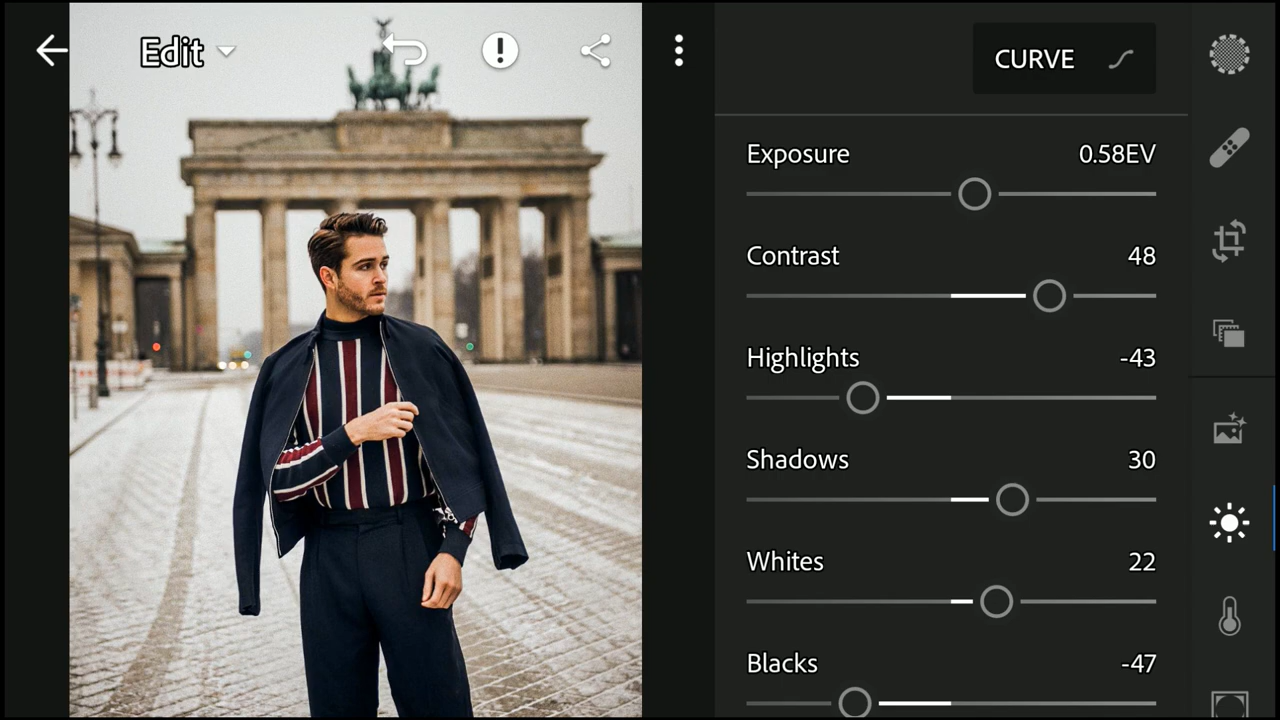 Edit
CURVE
Exposure 0.58EV
Contrast 48
Highlights -43
Shadows 30
Whites 22
Blacks -47